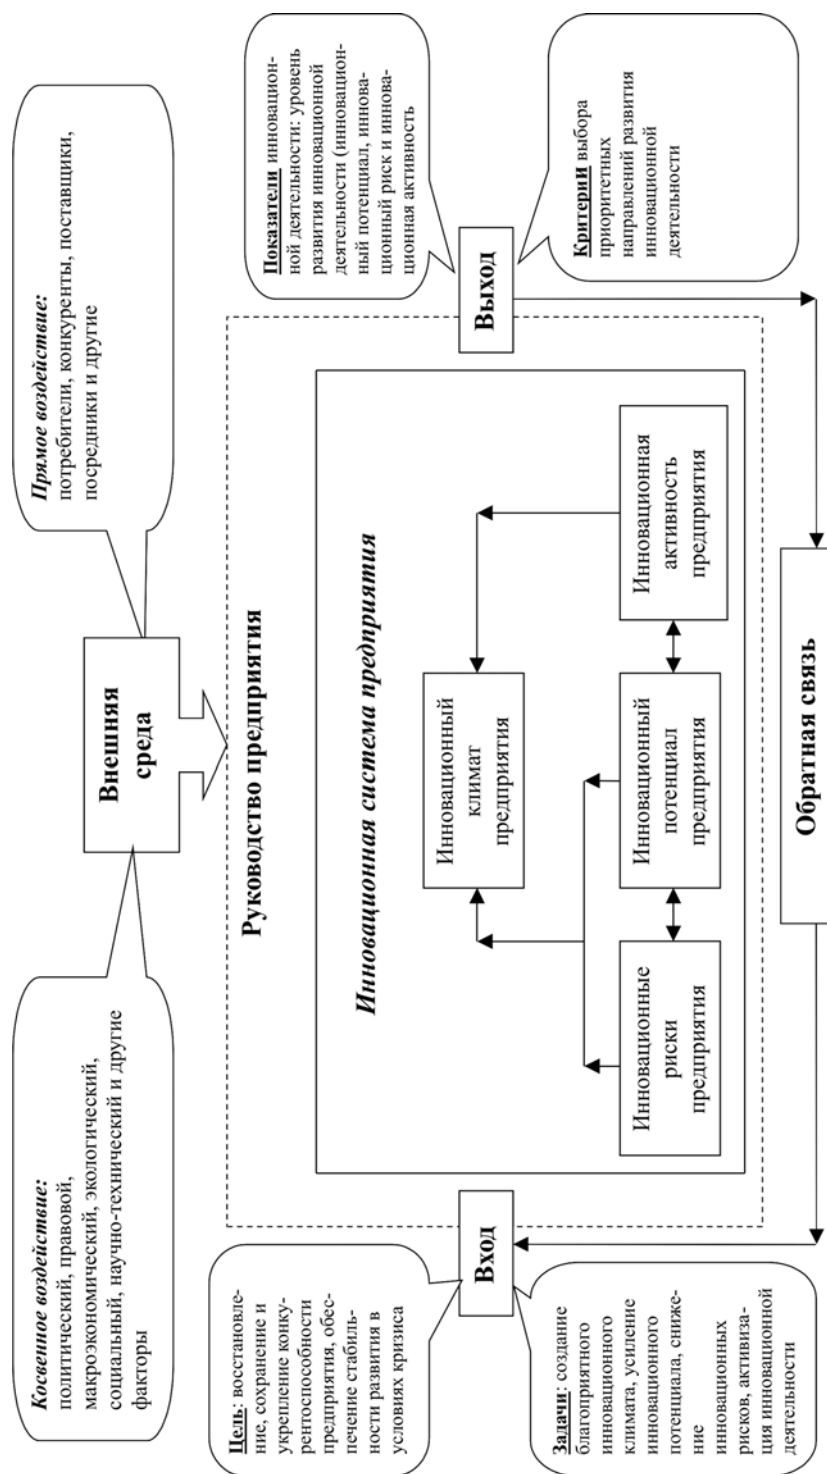 Косвенное воздействие:
политический, правовой,
макроэкономический, экологический,
социальный, научно-технический и другие
факторы
Внешняя
среда
Прямое воздействие:
потребители, конкуренты, поставщики,
посредники и другие
Цель: восстановле-
ние, сохранение и
укрепление конку-
рентоспособности
предприятия, обес-
печение стабиль-
ности развития в
условиях кризиса
Вход
Задачи: создание
благоприятного
инновационного
климата, усиление
инновационного
потенциала, сниже-
ние
инновационных
рисков, активиза-
ция инновационной
деятельности
Руководство предприятия
Инновационная система предприятия
Инновационный
климат
предприятия
Инновационные
риски
предприятия
Инновационный
потенциал
предприятия
Инновационная
активность
предприятия
Показатели инновацион-
ной деятельности: уровень
развития инновационной
деятельности (инновацион-
ный потенциал, иннова-
ционный риск и иннова-
ционная активность
Выход
Критерии выбора
приоритетных
направлений развития
инновационной
деятельности
Обратная связь